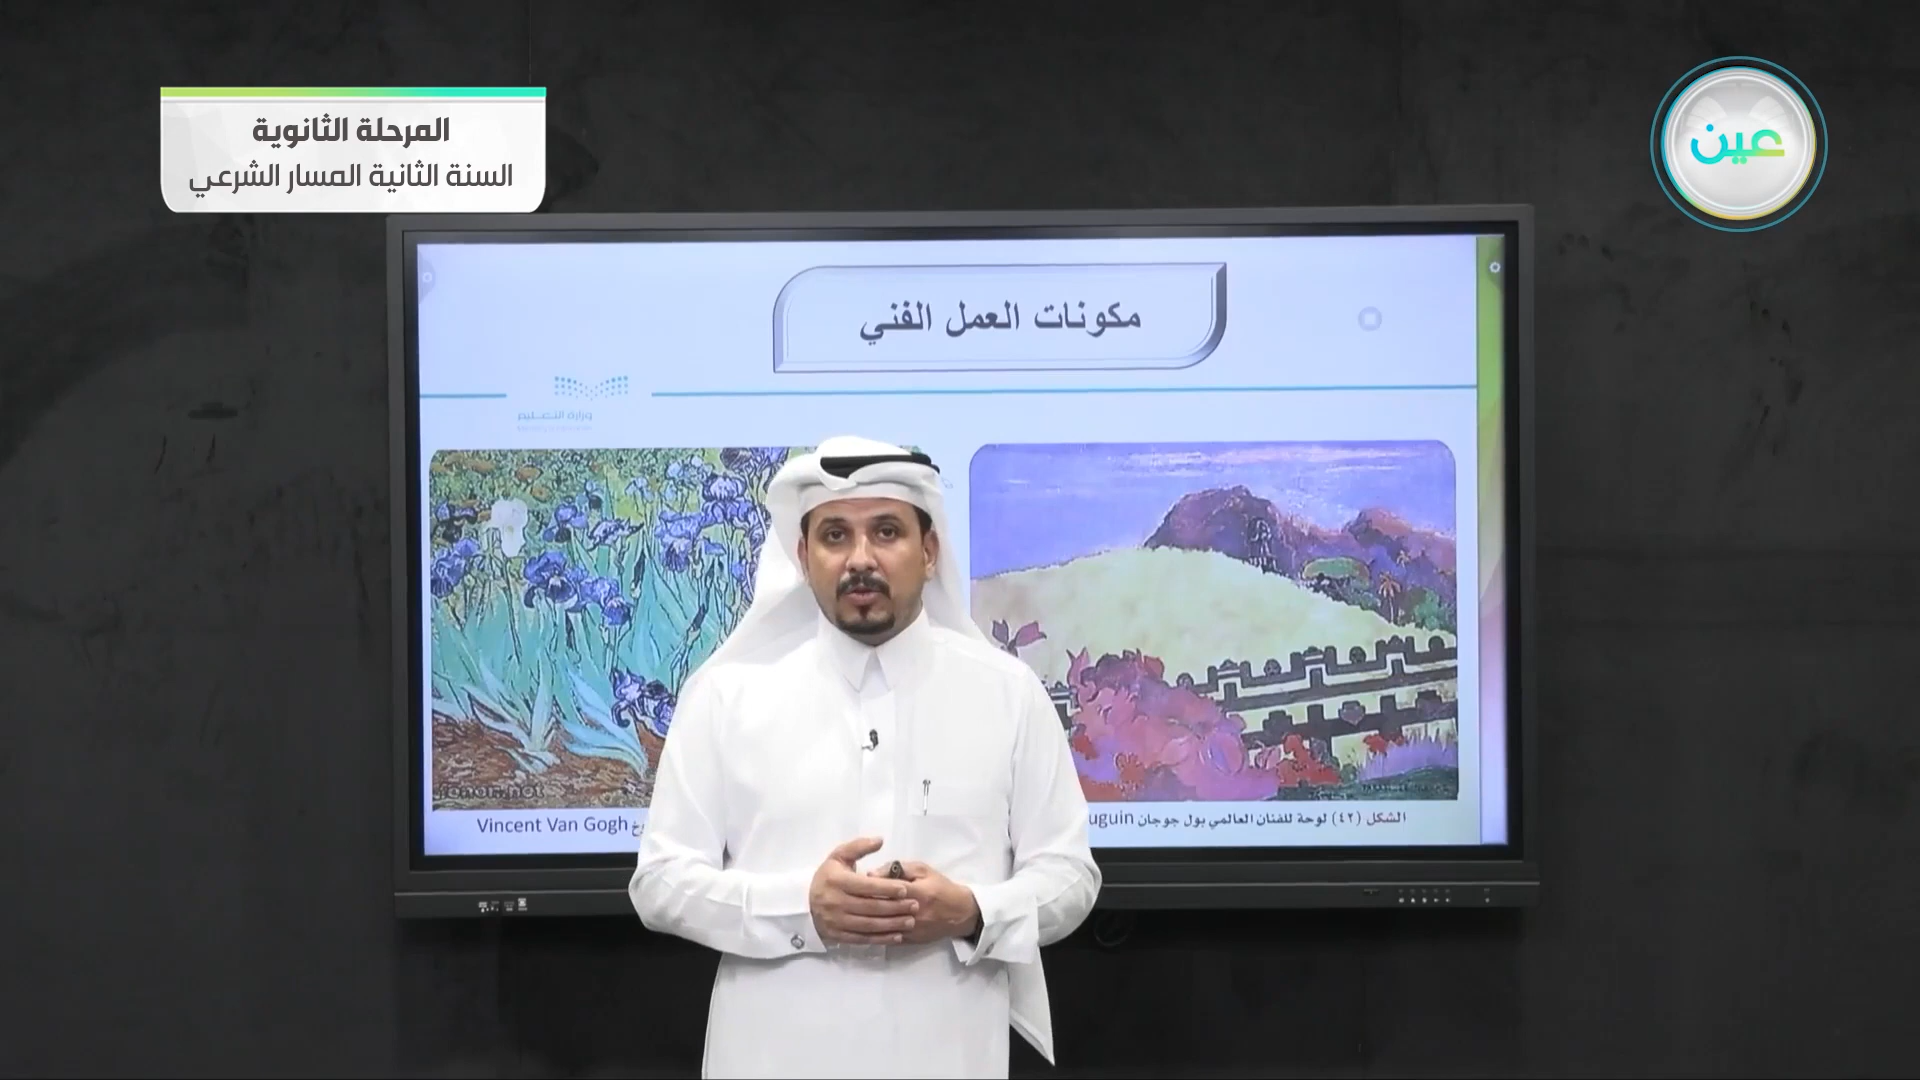 المرحلة الثانوية
السنة الثانية المسار الشرعي
عين
مكونات العمل الفني
وزارة التعليم
الشكل (٤٢) لوحة للفنان العالمي بول جوجان
Vincent Van Gogh